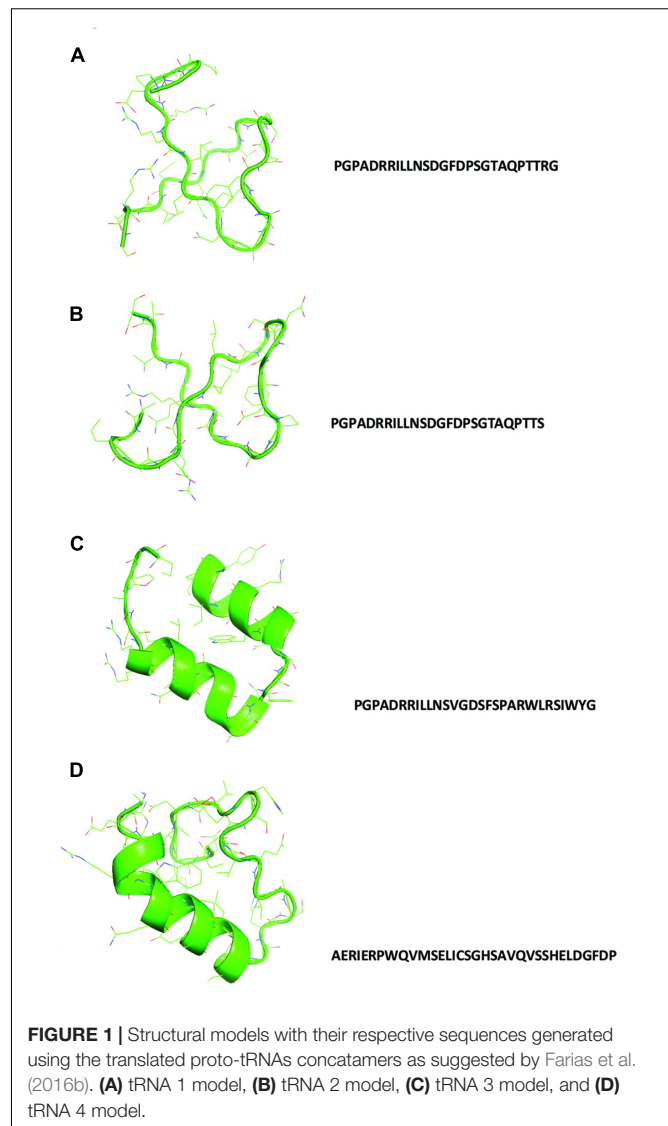 A
PGPADRRILLNSDGFDPSGTAQPTTRG
B
PGPADRRILLNSDGFDPSGTAQPTTS
C
PGPADRRILLNSVGDSFSPARWLRSIWYG
D
AERIERPWQVMSELICSGHSAVQVSSHELDGFDP
FIGURE 1 | Structural models with their respective sequences generated
using the translated proto-tRNAs concatamers as suggested by Farias et al.
(2016b). (A) tRNA 1 model, (B) tRNA 2 model, (C) tRNA 3 model, and (D)
tRNA 4 model.